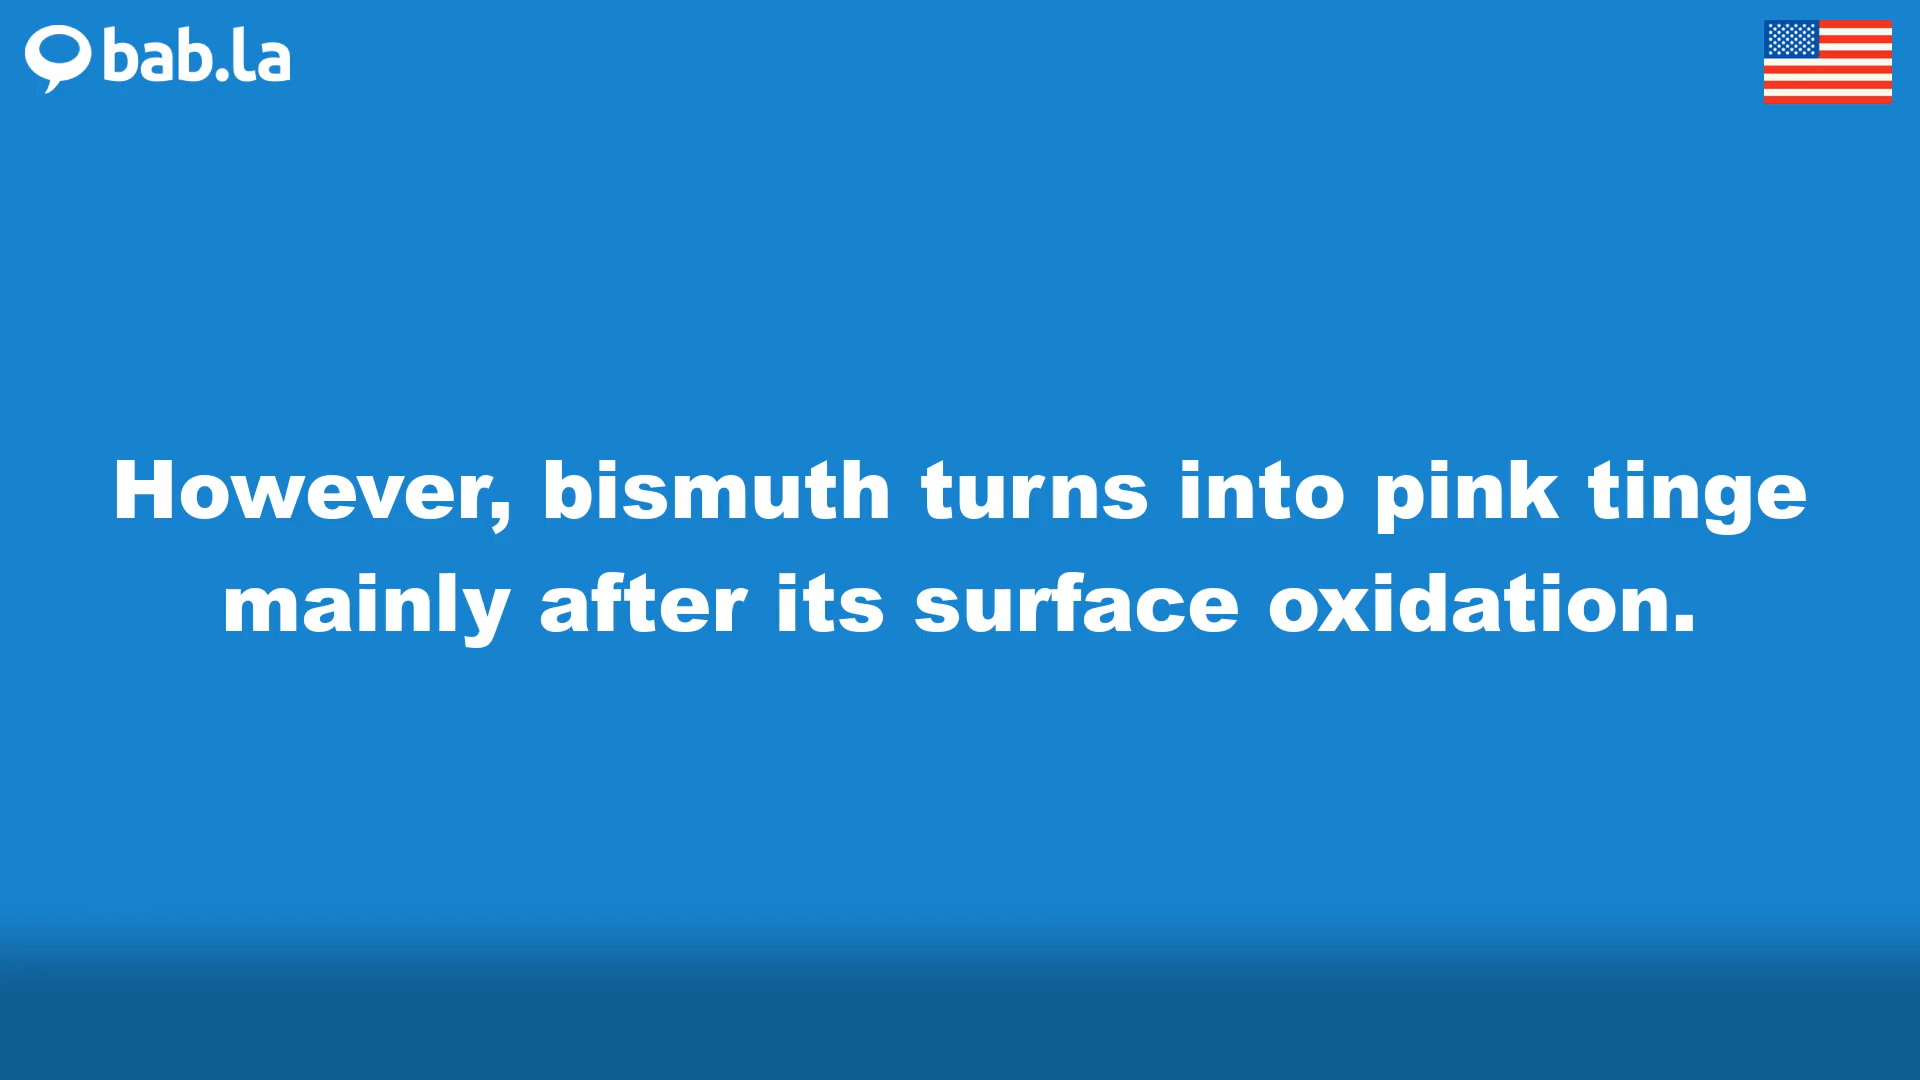 bab.la
However, bismuth turns into pink tinge
mainly after its surface oxidation.